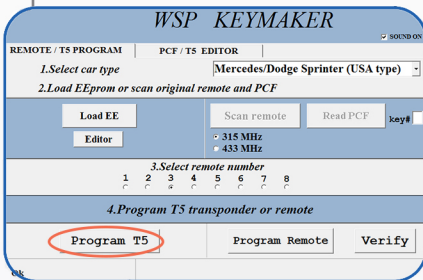 WSP KEYMAKER
SOUND ON
REMOTE / T5 PROGRAM PCF / T5 EDITOR
1.Select car type Mercedes/Dodge Sprinter (USA type)
2.Load EEprom or scan original remote and PCF
Load EE Scan remote Read PCF key#
Editor 315 MHz
433 MHz
3.Select remote number
1 2 3 4 5 6 7 8
4.Program T5 transponder or remote
Program T5 Program Remote Verify
Ok